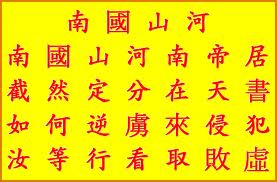 南國山河
南國山河南帝居
截然定分在天書
如何逆虜來侵犯
汝等行看取敗虛